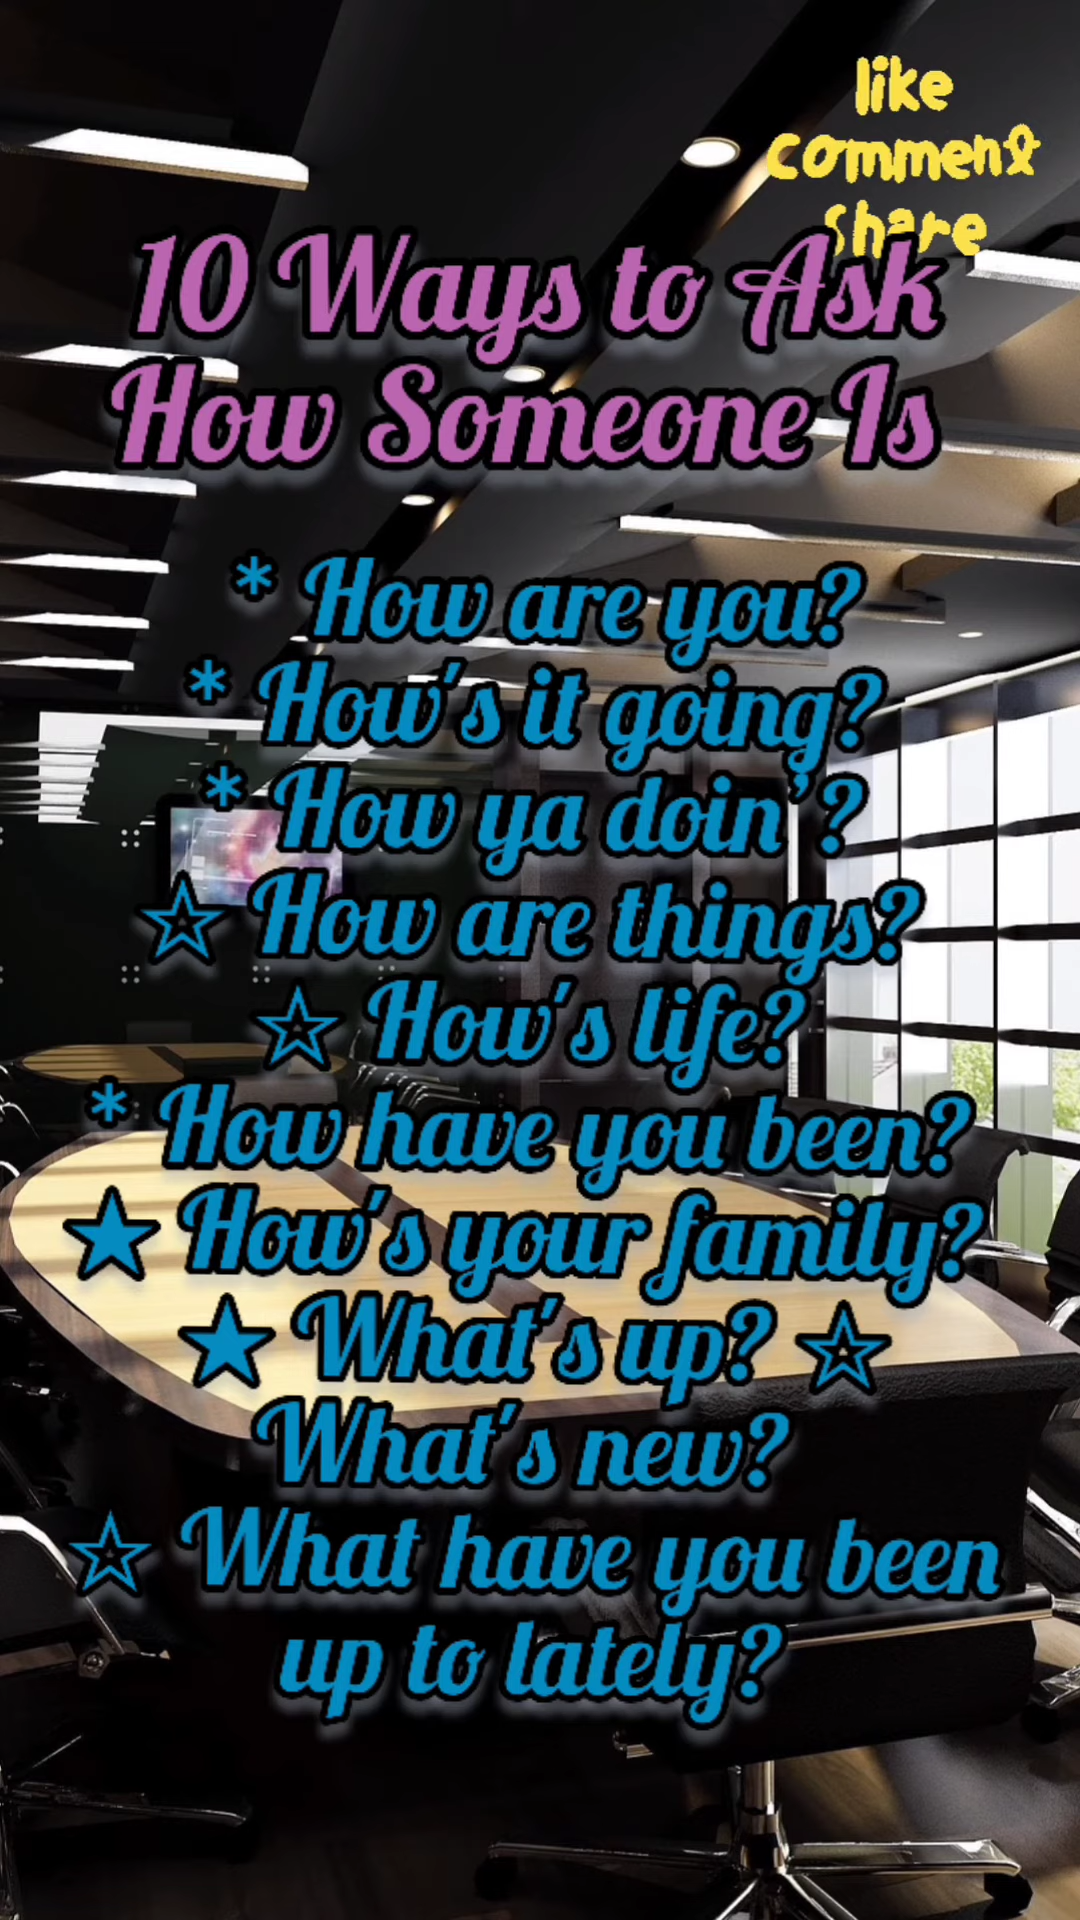 like
comment
share
10 Ways to Ask
How Someone Is
* How are you?
* How's it going?
* How ya doin’?
☆ How are things?
☆ How's life?
* How have you been?
★ How's your family?
★ What's up? ☆
What's new?
☆ What have you been
up to lately?